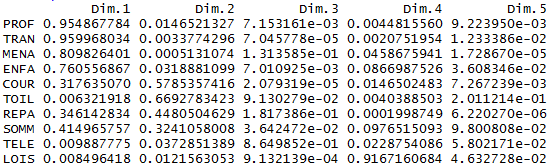 Dim.1 Dim.2 Dim.3 Dim.4 Dim.5
PROF 0.954867784 0.0146521327 7.153161e-03 0.0044815560 9.223950e-03
TRAN 0.959968034 0.0033774296 7.045778e-05 0.0020751954 1.233386e-02
MENA 0.809826401 0.0005131074 1.313585e-01 0.0458675941 1.728670e-05
ENFA 0.760556867 0.0318881099 7.010925e-03 0.0866987526 3.608346e-02
COUR 0.317635070 0.5785357416 2.079319e-05 0.0146502483 7.267239e-03
TOIL 0.006321918 0.6692783423 9.130279e-02 0.0040388503 2.011214e-01
REPA 0.346142834 0.4480504629 1.817386e-01 0.0001998749 6.220270e-06
SOMM 0.414965757 0.3241058008 3.642472e-02 0.0976515093 9.800808e-02
TELE 0.009887775 0.0372851389 8.649852e-01 0.0228754086 5.802171e-02
LOIS 0.008496418 0.0121563053 9.132139e-04 0.9167160684 4.632728e-02